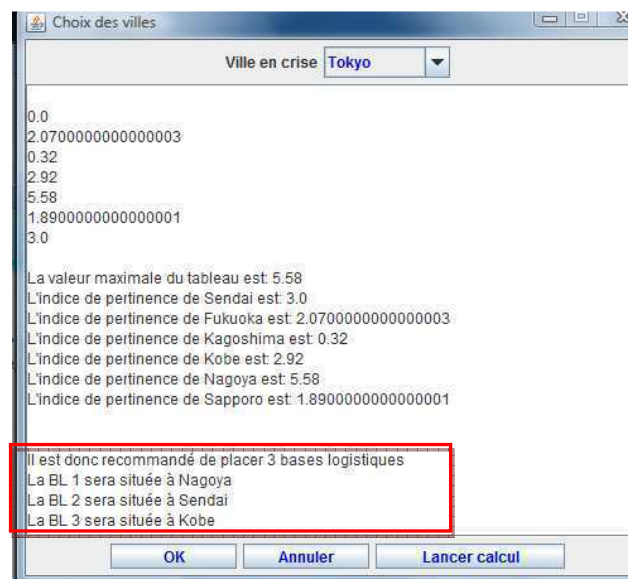 Choix des villes
Ville en crise Tokyo
0.0
2.0700000000000003
0.32
2.92
5.58
1.8900000000000001
3.0
La valeur maximale du tableau est: 5.58
L'indice de pertinence de Sendai est: 3.0
L'indice de pertinence de Fukuoka est: 2.0700000000000003
L'indice de pertinence de Kagoshima est: 0.32
L'indice de pertinence de Kobe est: 2.92
L'indice de pertinence de Nagoya est: 5.58
L'indice de pertinence de Sapporo est: 1.8900000000000001
Il est donc recommandé de placer 3 bases logistiques
La BL 1 sera située à Nagoya
La BL 2 sera située à Sendai
La BL 3 sera située à Kobe
OK Annuler Lancer calcul